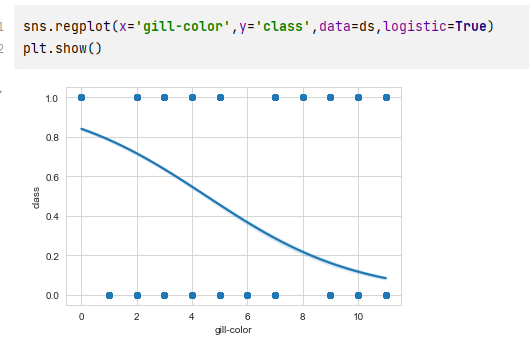 1 sns.regplot(x='gill-color',y='class',data=ds,logistic=True)
2 plt.show()
1.0
0.8
0.6
class
0.4
0.2
0.0
0 2 4 6 8 10
gill-color